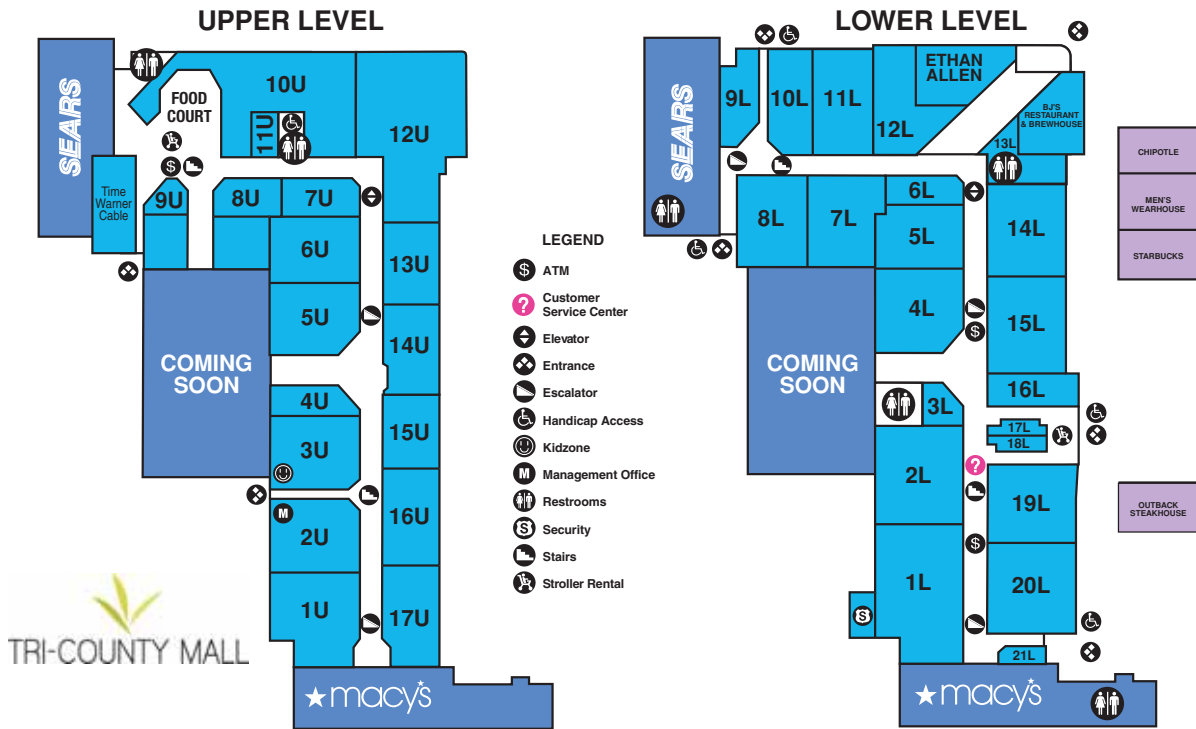 UPPER LEVEL
SEARS
FOOD
COURT
10U
11U
12U
Time
Warner
Cable
9U
8U
7U
6U
13U
5U
14U
COMING
SOON
4U
3U
15U
M
2U
16U
1U
17U
TRI-COUNTY MALL
macy's
LEGEND
$ ATM
? Customer
Service Center
Elevator
Entrance
Escalator
Handicap Access
Kidzone
M Management Office
Restrooms
S Security
Stairs
Stroller Rental
$
LOWER LEVEL
SEARS
9L
10L
11L
12L
ETHAN
ALLEN
BJ'S
RESTAURANT
& BREWHOUSE
13L
8L
7L
6L
5L
14L
4L
$
15L
COMING
SOON
16L
3L
17L
18L
?
2L
19L
$
1L
20L
S
21L
macy's
CHIPOTLE
MEN'S
WEARHOUSE
STARBUCKS
OUTBACK
STEAKHOUSE